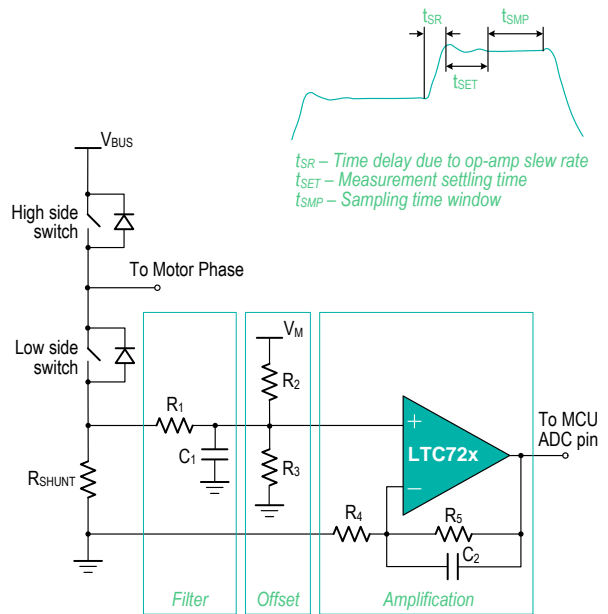 tSR
tSMP
tSET
tSR – Time delay due to op-amp slew rate
tSET – Measurement settling time
tSMP – Sampling time window
VBUS
High side
switch
To Motor Phase
Low side
switch
VM
R2
R1
C1
R3
RSHUNT
+
LTC72x
−
To MCU
ADC pin
R4
R5
C2
Filter
Offset
Amplification